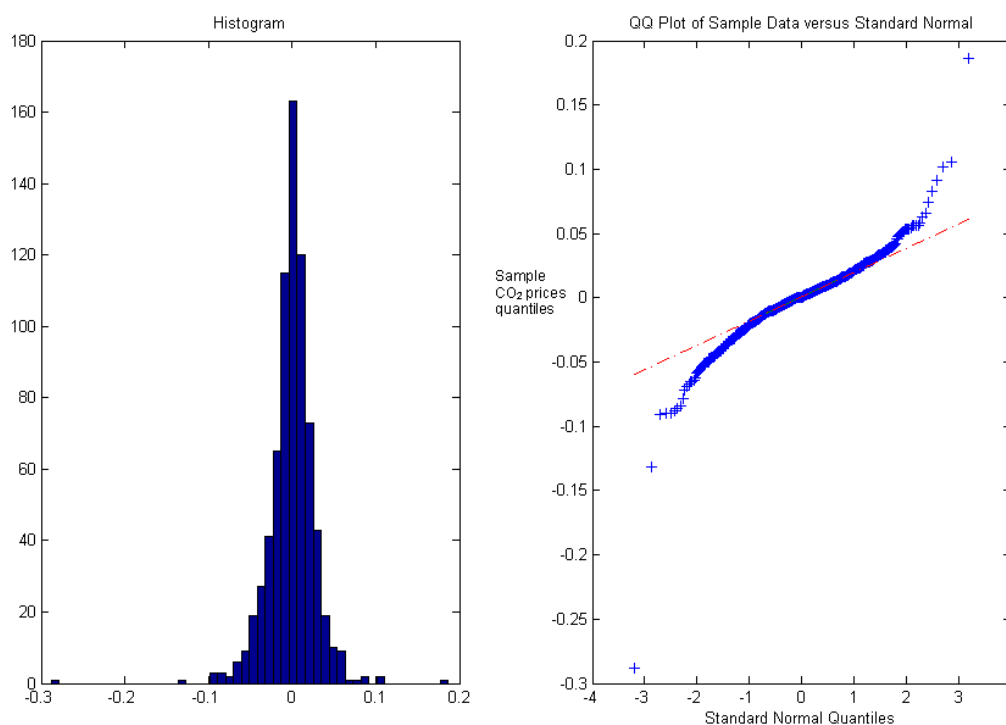 Histogram
180
160
140
120
100
80
60
40
20
0
-0.3 -0.2 -0.1 0 0.1 0.2
QQ Plot of Sample Data versus Standard Normal
Sample
CO₂ prices
quantiles
0.2
0.15
0.1
0.05
0
-0.05
-0.1
-0.15
-0.2
-0.25
-0.3
-4 -3 -2 -1 0 1 2 3
Standard Normal Quantiles